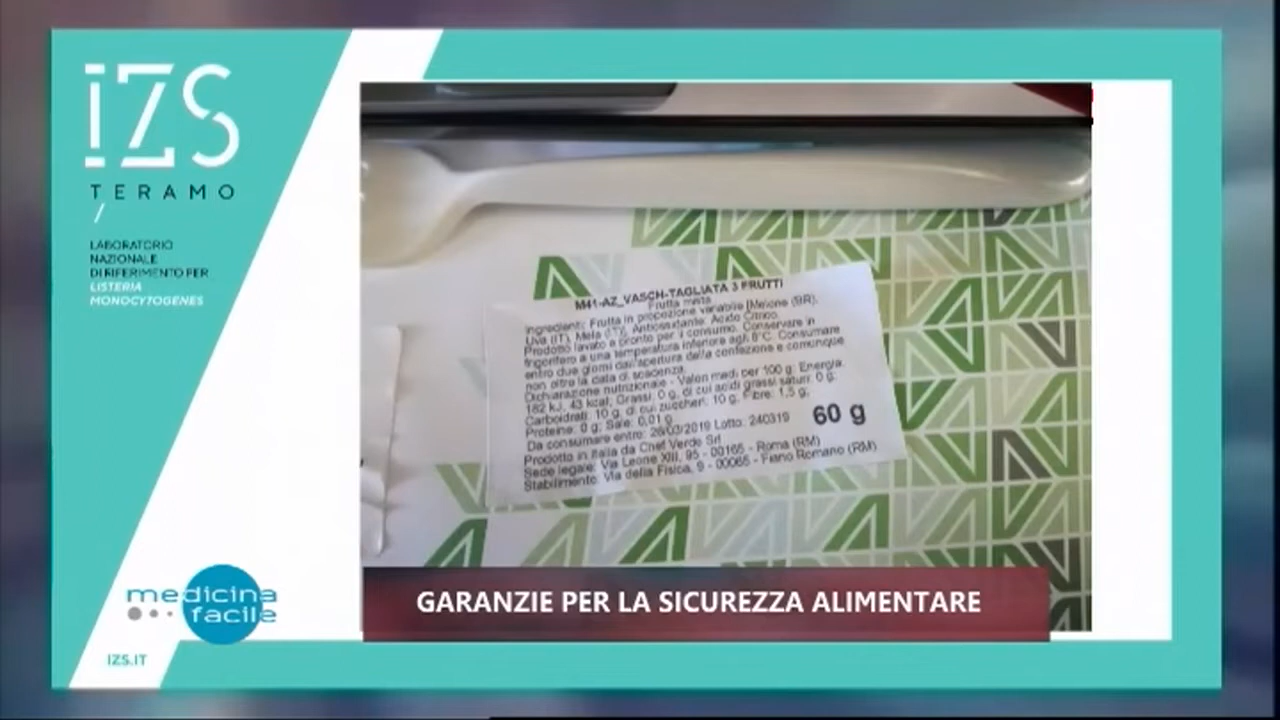 IZS
TERAMO
/
LABORATORIO
NAZIONALE
DI RIFERIMENTO PER
LISTERIA
MONOCYTOGENES
M41-AZ_VASCH-TAGLIATA 3 FRUTTI
Frutta mista
Ingredienti: Frutta in proporzione variabile [Melone (BR),
Uva (IT), Mela (IT)], Antiossidante: Acido Citrico.
Prodotto lavato e pronto per il consumo. Conservare in
frigorifero a una temperatura inferiore agli 8°C. Consumare
entro due giorni dall'apertura della confezione e comunque
non oltre la data di scadenza.
Dichiarazione nutrizionale - Valori medi per 100 g: Energia:
182 kJ, 43 kcal; Grassi: 0 g, di cui acidi grassi saturi: 0 g;
Carboidrati: 10 g, di cui zuccheri: 10 g; Fibre: 1,5 g;
Proteine: 0 g; Sale: 0,01 g
Da consumare entro: 28/03/2019 Lotto: 240319
60 g
Prodotto in Italia da Chef Verde Srl
Sede legale: Via Leone XIII, 95 - 00165 - Roma (RM)
Stabilimento: Via della Fisica, 9 - 00065 - Fiano Romano (RM)
medicina
facile
GARANZIE PER LA SICUREZZA ALIMENTARE
IZS.IT